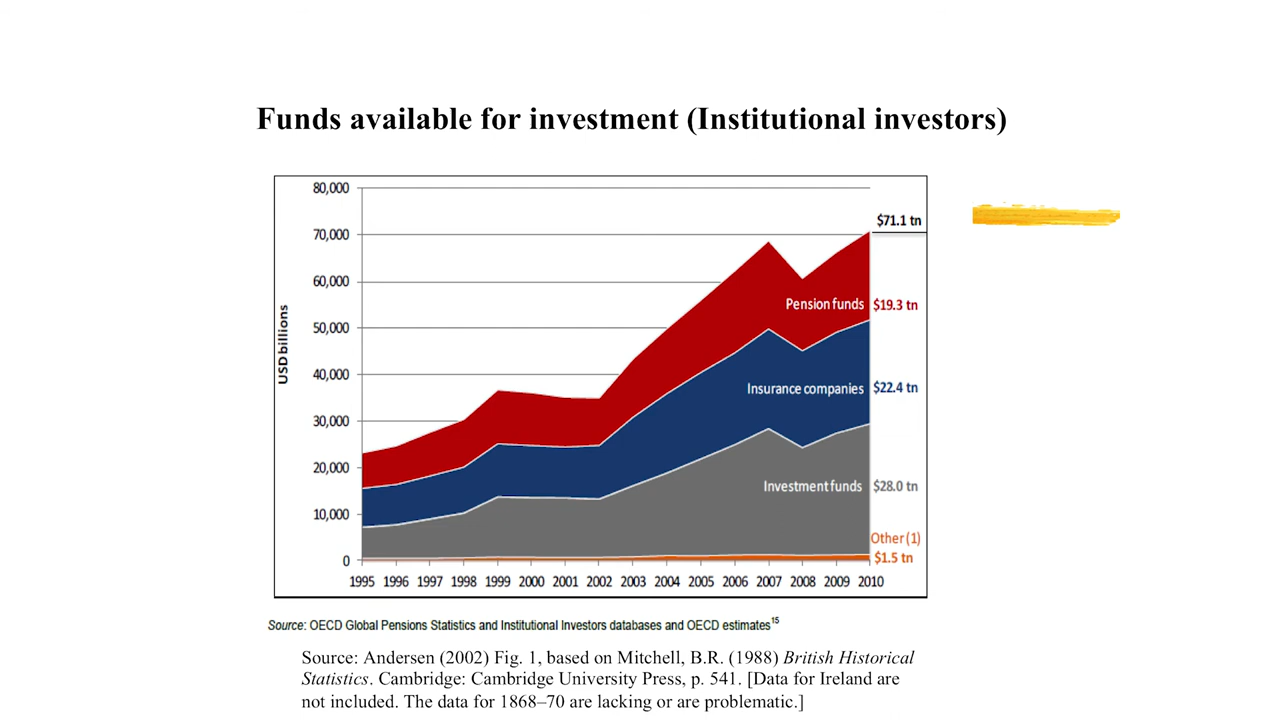 Funds available for investment (Institutional investors)
80,000
70,000
60,000
50,000
40,000
30,000
20,000
10,000
0
USD billions
$71.1 tn
Pension funds $19.3 tn
Insurance companies $22.4 tn
Investment funds $28.0 tn
Other (1)
$1.5 tn
1995 1996 1997 1998 1999 2000 2001 2002 2003 2004 2005 2006 2007 2008 2009 2010
Source: OECD Global Pensions Statistics and Institutional Investors databases and OECD estimates15
Source: Andersen (2002) Fig. 1, based on Mitchell, B.R. (1988) British Historical
Statistics. Cambridge: Cambridge University Press, p. 541. [Data for Ireland are
not included. The data for 1868–70 are lacking or are problematic.]